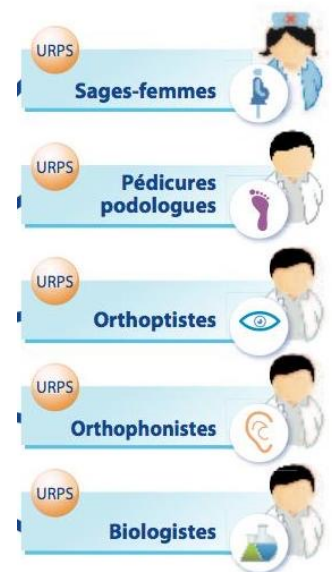 URPS
Sages-femmes
URPS
Pédicures
podologues
URPS
Orthoptistes
URPS
Orthophonistes
URPS
Biologistes